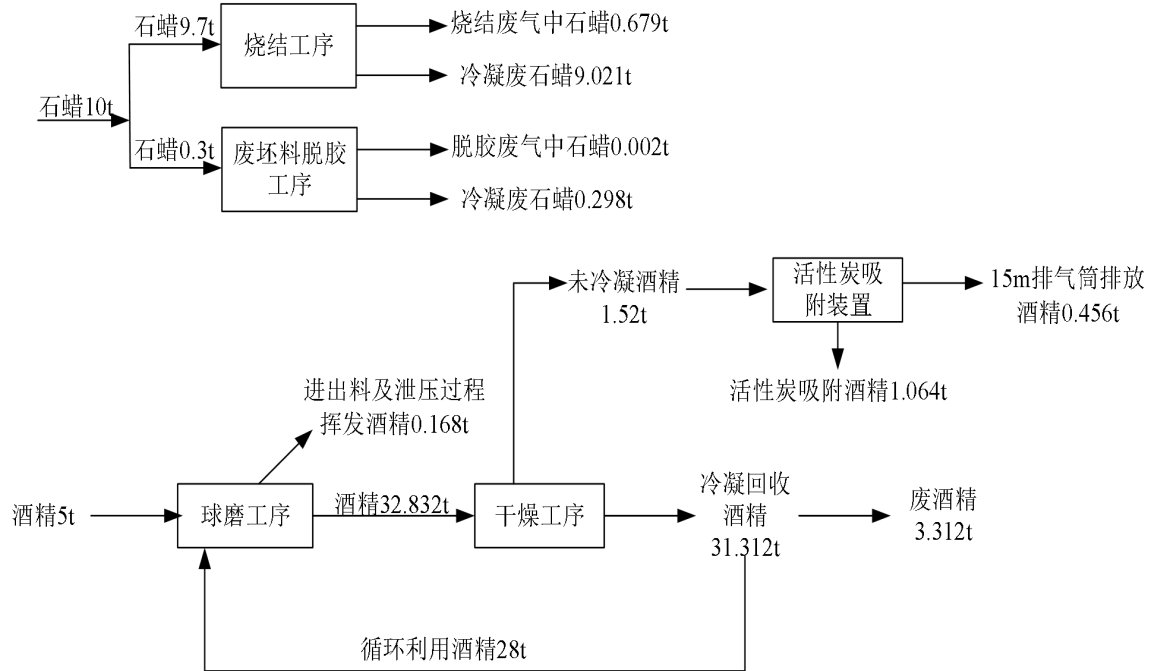 石蜡9.7t
烧结工序
烧结废气中石蜡0.679t
冷凝废石蜡9.021t
石蜡10t
石蜡0.3t
废坯料脱胶
工序
脱胶废气中石蜡0.002t
冷凝废石蜡0.298t
未冷凝酒精
1.52t
活性炭吸
附装置
15m排气筒排放
酒精0.456t
活性炭吸附酒精1.064t
进出料及泄压过程
挥发酒精0.168t
酒精5t
球磨工序
酒精32.832t
干燥工序
冷凝回收
酒精
31.312t
废酒精
3.312t
循环利用酒精28t